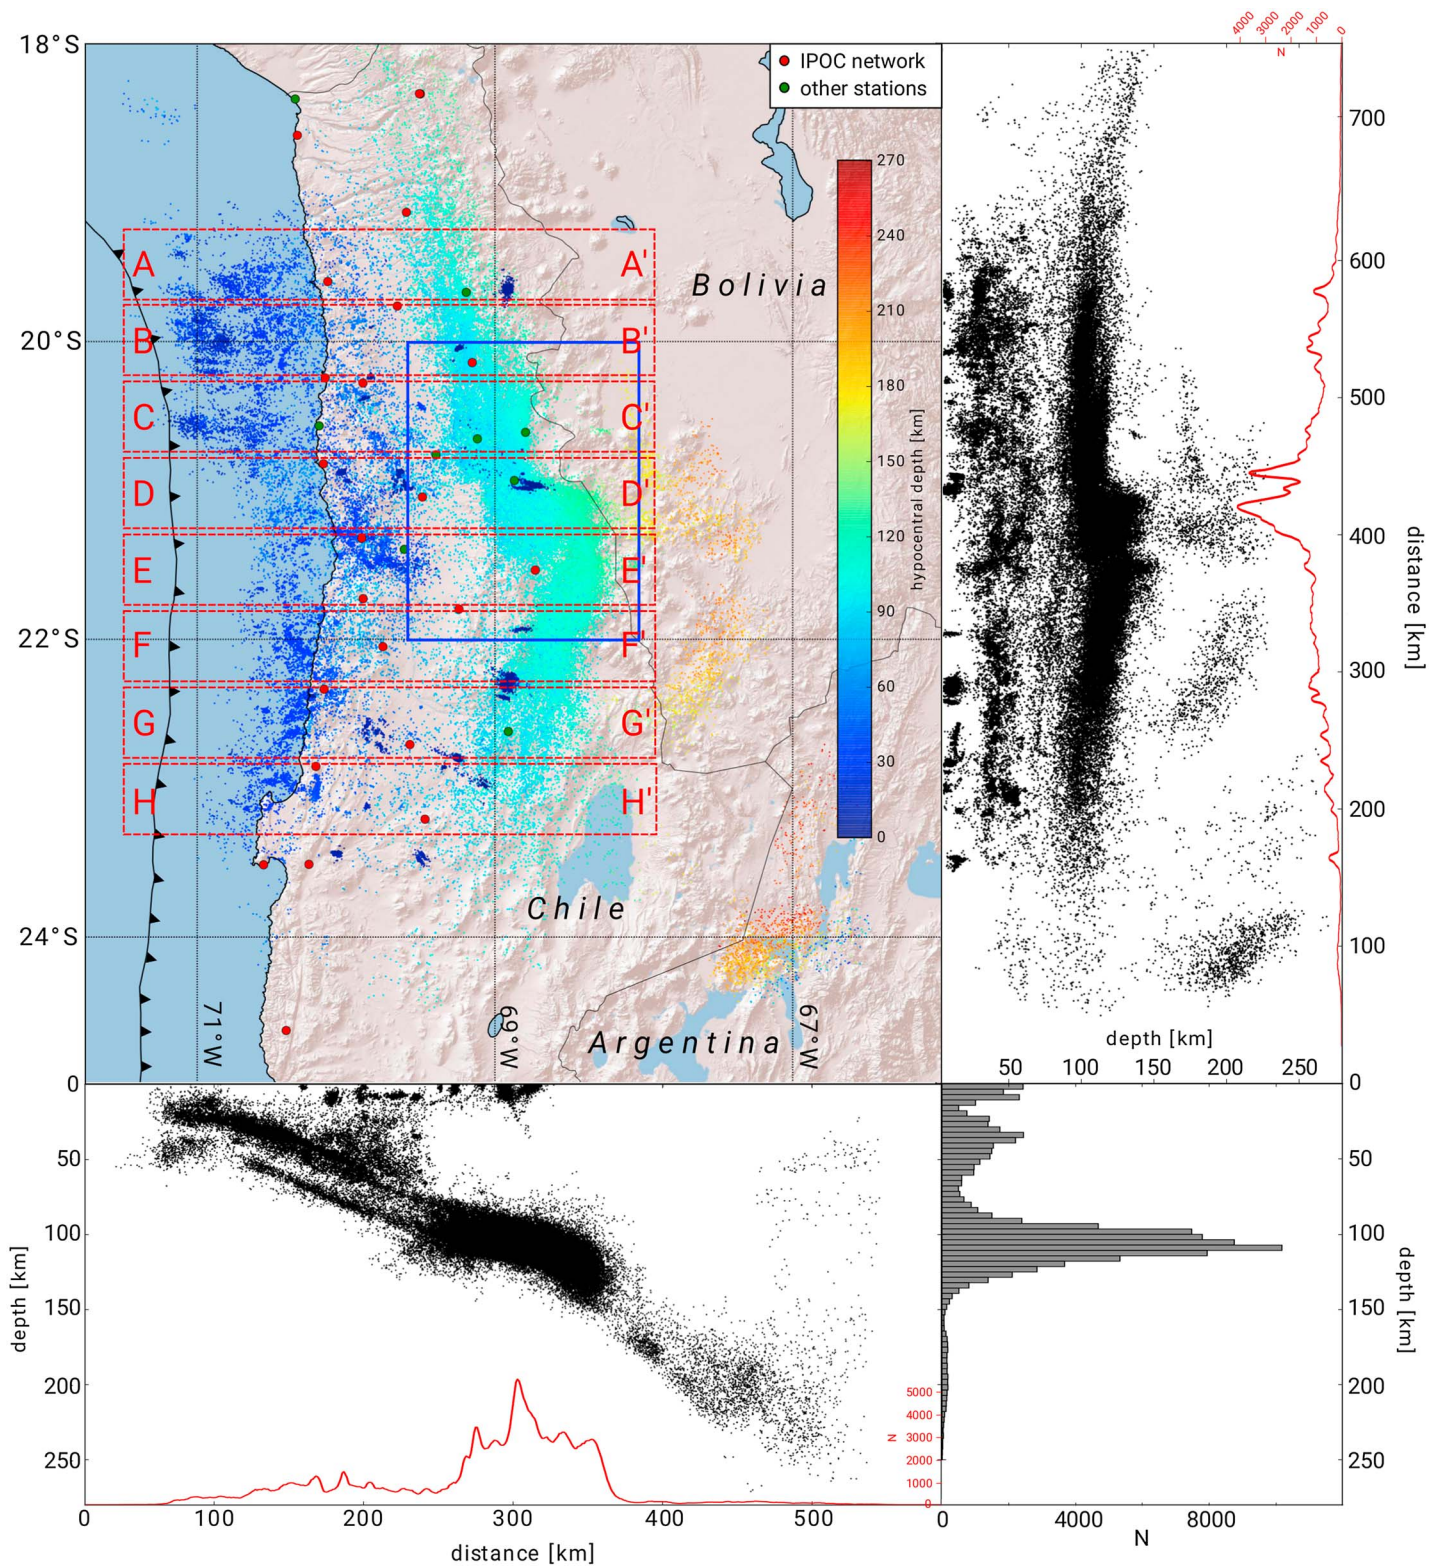 4000 3000 2000 1000 0
N
18°S
IPOC network
other stations
700
270
240
A A'
Bolivia
600
210
20°S
B B'
180
500
C C'
hypocentral depth [km]
150
D D'
120
400
distance [km]
E E'
90
22°S
F F'
60
300
G G'
30
H H'
0
200
Chile
24°S
100
71°W
69°W
67°W
Argentina
depth [km]
50 100 150 200 250
0
0
50
50
100
100
depth [km]
depth [km]
150
150
200
200
5000
4000
N
3000
2000
1000
0
250
250
0 100 200 300 400 500
0 4000 8000
N
distance [km]